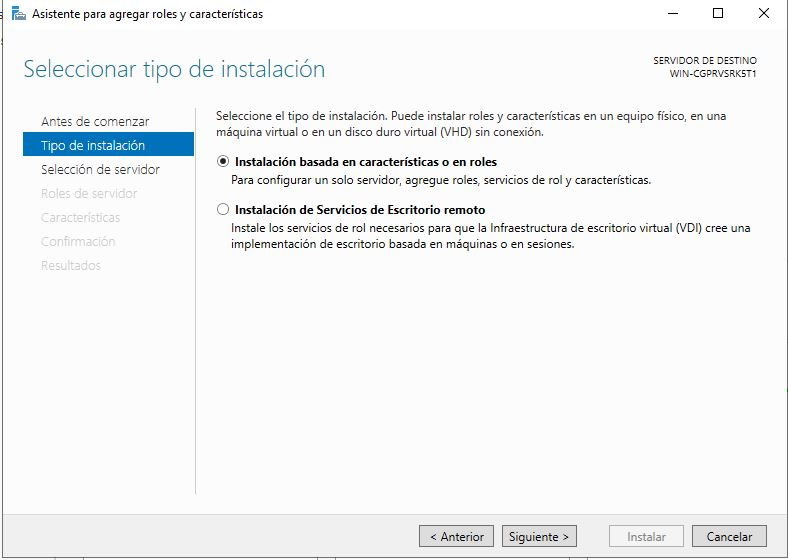 Asistente para agregar roles y características
Seleccionar tipo de instalación
SERVIDOR DE DESTINO
WIN-CGPRVSRK5T1
Antes de comenzar
Tipo de instalación
Selección de servidor
Roles de servidor
Características
Confirmación
Resultados
Seleccione el tipo de instalación. Puede instalar roles y características en un equipo físico, en una
máquina virtual o en un disco duro virtual (VHD) sin conexión.
Instalación basada en características o en roles
Para configurar un solo servidor, agregue roles, servicios de rol y características.
Instalación de Servicios de Escritorio remoto
Instale los servicios de rol necesarios para que la Infraestructura de escritorio virtual (VDI) cree una
implementación de escritorio basada en máquinas o en sesiones.
< Anterior
Siguiente >
Instalar
Cancelar